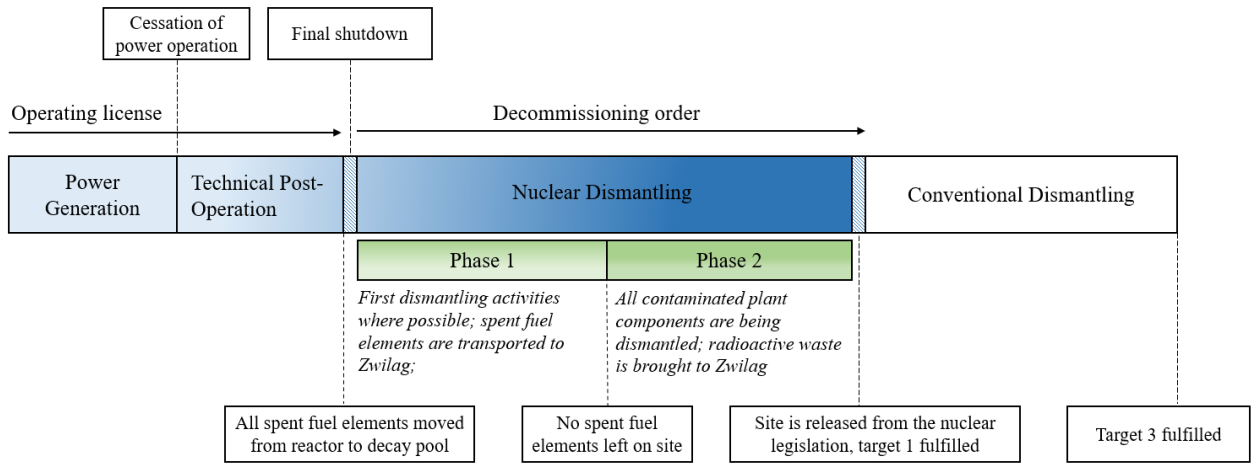 Cessation of
power operation
Final shutdown
Operating license
Decommissioning order
Power
Generation
Technical Post-
Operation
Nuclear Dismantling
Conventional Dismantling
Phase 1
Phase 2
First dismantling activities
where possible; spent fuel
elements are transported to
Zwilag;
All contaminated plant
components are being
dismantled; radioactive waste
is brought to Zwilag
All spent fuel elements moved
from reactor to decay pool
No spent fuel
elements left on site
Site is released from the nuclear
legislation, target 1 fulfilled
Target 3 fulfilled